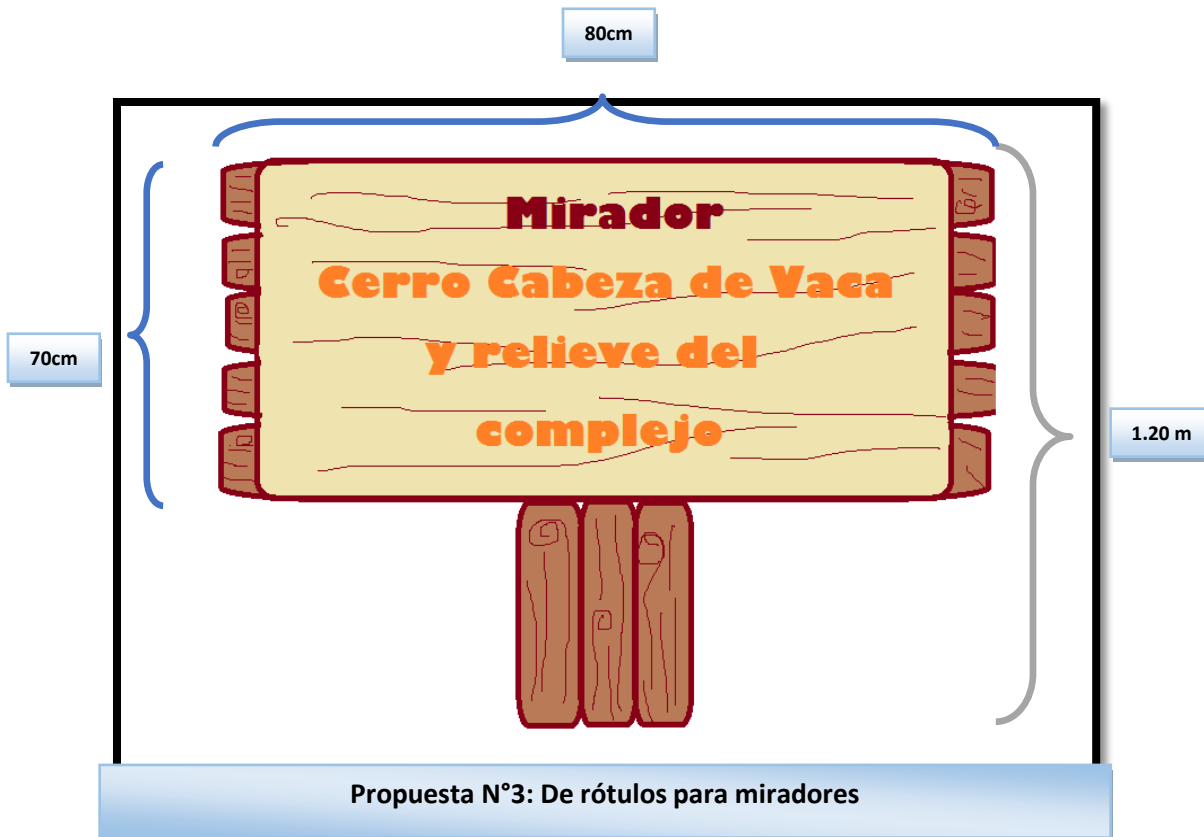 80cm
Mirador
Cerro Cabeza de Vaca
y relieve del
complejo
70cm
1.20 m
Propuesta N°3: De rótulos para miradores